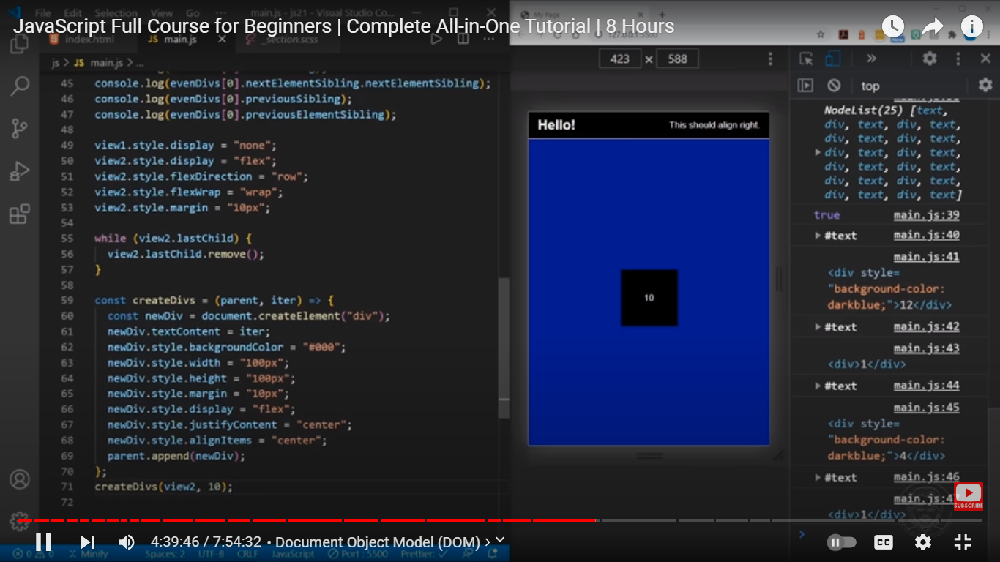 File Edit Selection View Go ... main.js - js21 - Visual Studio Co...
My Page
JavaScript Full Course for Beginners | Complete All-in-One Tutorial | 8 Hours
index.html JS main.js _section.scss
js > JS main.js > ...
423 × 588
top
45 console.log(evenDivs[0].nextElementSibling.nextElementSibling);
46 console.log(evenDivs[0].previousSibling);
47 console.log(evenDivs[0].previousElementSibling);
48
49 view1.style.display = "none";
50 view2.style.display = "flex";
51 view2.style.flexDirection = "row";
52 view2.style.flexWrap = "wrap";
53 view2.style.margin = "10px";
54
55 while (view2.lastChild) {
56 view2.lastChild.remove();
57 }
58
59 const createDivs = (parent, iter) => {
60 const newDiv = document.createElement("div");
61 newDiv.textContent = iter;
62 newDiv.style.backgroundColor = "#000";
63 newDiv.style.width = "100px";
64 newDiv.style.height = "100px";
65 newDiv.style.margin = "10px";
66 newDiv.style.display = "flex";
67 newDiv.style.justifyContent = "center";
68 newDiv.style.alignItems = "center";
69 parent.append(newDiv);
70 };
71 createDivs(view2, 10);
72
Hello! This should align right.
10
NodeList(25) [text,
div, text, div, text,
div, text, div, text,
div, text, div, text,
div, text, div, text,
div, text, div, text,
div, text, div, text]
true main.js:39
#text main.js:40
main.js:41
<div style=
"background-color:
darkblue;">12</div>
#text main.js:42
main.js:43
<div>1</div>
#text main.js:44
main.js:45
<div style=
"background-color:
darkblue;">4</div>
#text main.js:46
main.js:47
<div>1</div>
SUBSCRIBE
4:39:46 / 7:54:32 • Document Object Model (DOM) >
CC
0 0 Minify Spaces: 2 UTF-8 CRLF JavaScript Port : 5500 Prettier: ✓